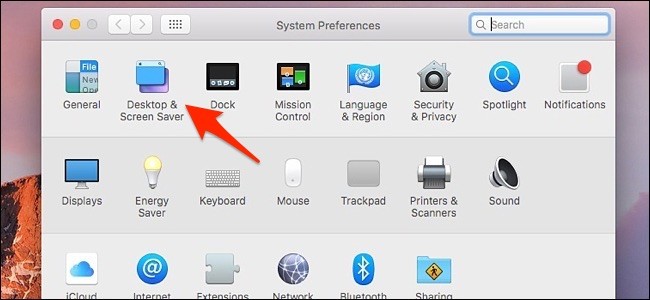 System Preferences
Search
File
New
Ope
General
Desktop &
Screen Saver
Dock
Mission
Control
Language
& Region
Security
& Privacy
Spotlight
Notifications
Displays
Energy
Saver
Keyboard
Mouse
Trackpad
Printers &
Scanners
Sound
iCloud
Internet
Extensions
Network
Bluetooth
Sharing